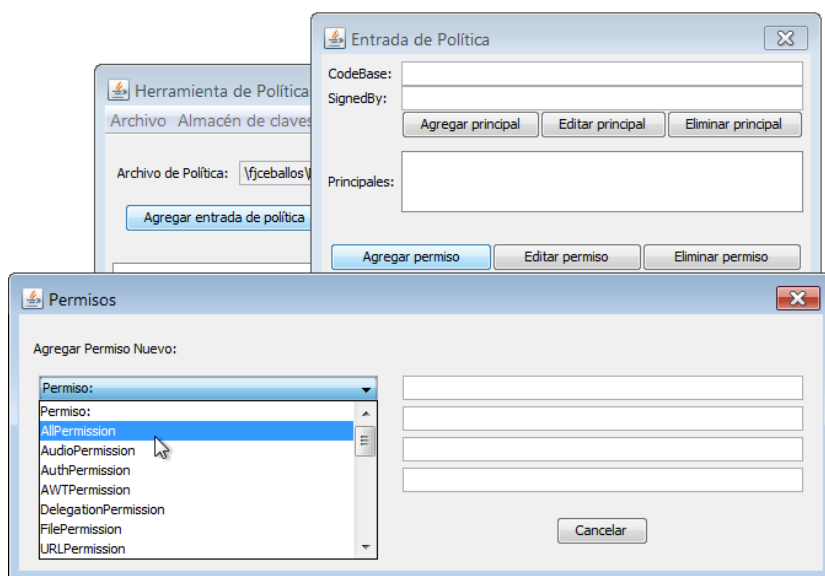 Entrada de Política
CodeBase:
SignedBy:
Agregar principal Editar principal Eliminar principal
Principales:
Agregar permiso Editar permiso Eliminar permiso
Herramienta de Política
Archivo Almacén de claves
Archivo de Política: \fjceballos\
Agregar entrada de política
Permisos
Agregar Permiso Nuevo:
Permiso:
Permiso:
AllPermission
AudioPermission
AuthPermission
AWTPermission
DelegationPermission
FilePermission
URLPermission
Cancelar